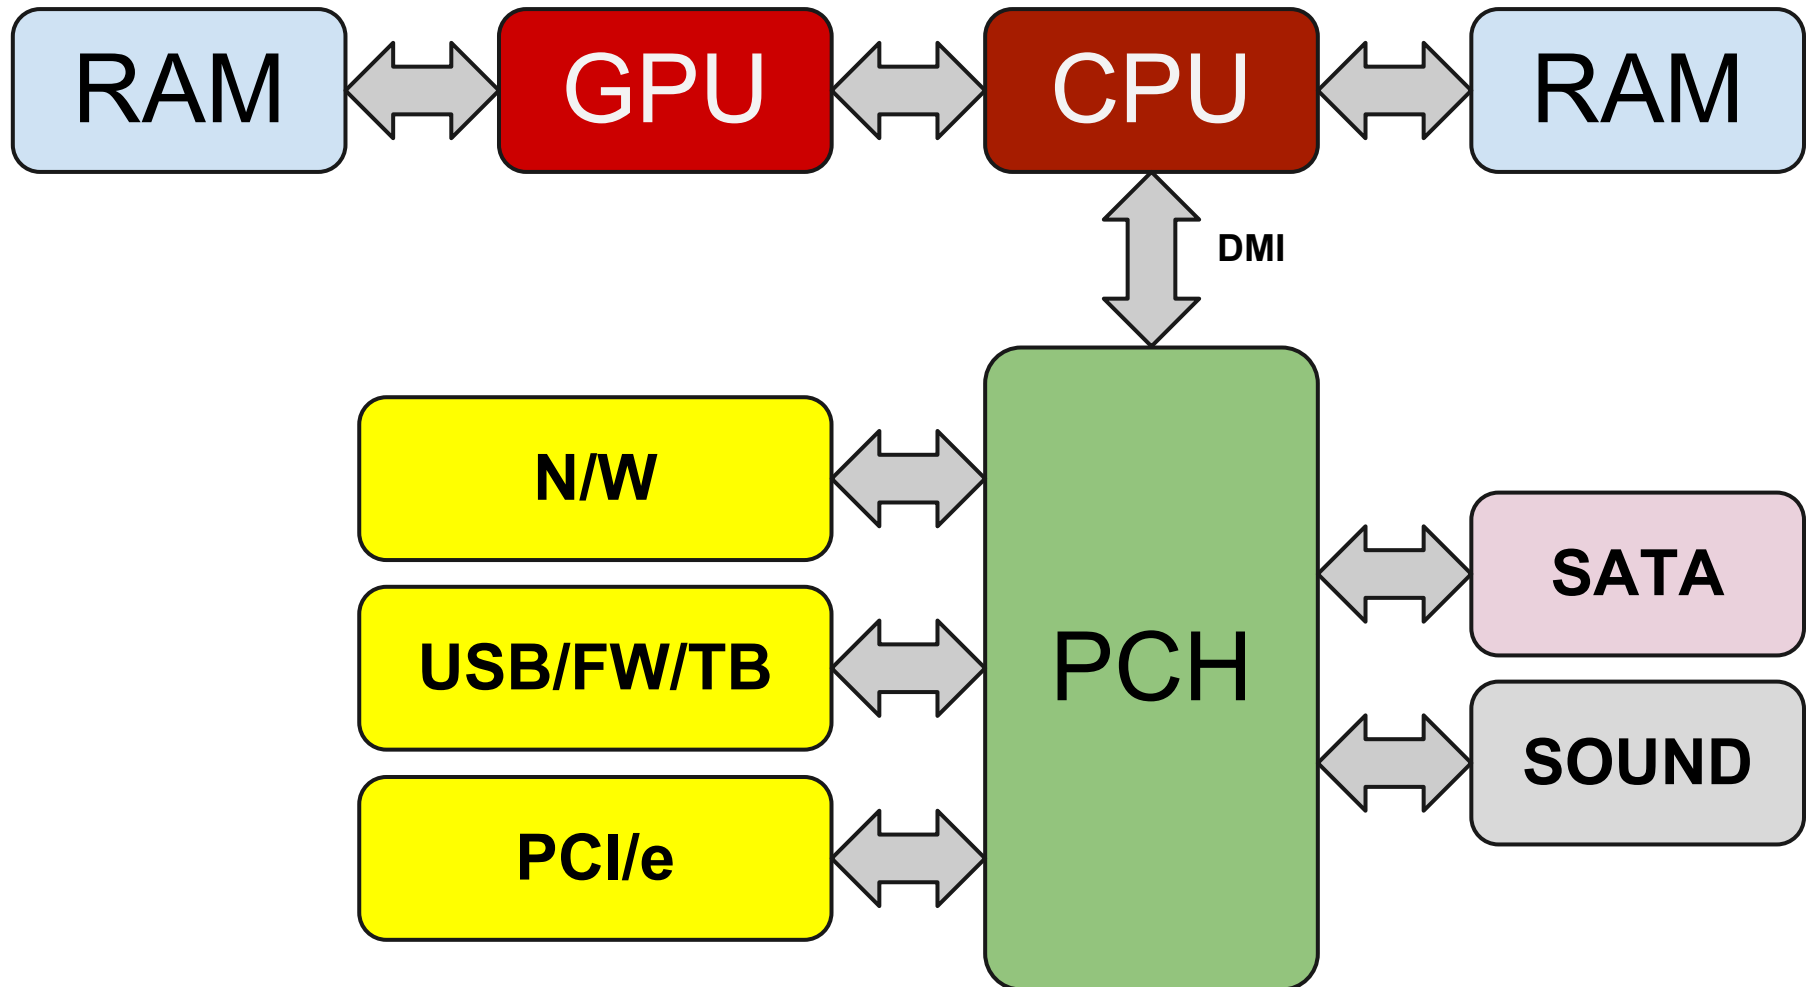 RAM
GPU
CPU
RAM
DMI
N/W
USB/FW/TB
PCI/e
PCH
SATA
SOUND